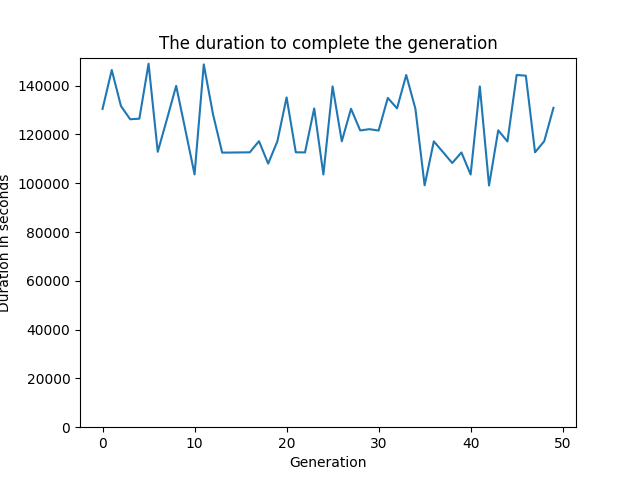 The duration to complete the generation
Duration in seconds
140000
120000
100000
80000
60000
40000
20000
0
0 10 20 30 40 50
Generation